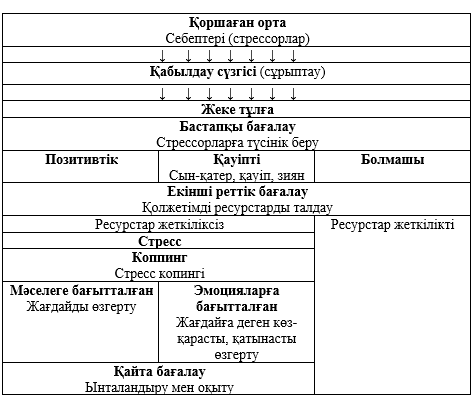 Қоршаған орта
Себептері (стрессорлар)
↓ ↓ ↓ ↓ ↓ ↓ ↓
Қабылдау сүзгісі (сұрыптау)
↓ ↓ ↓ ↓ ↓ ↓ ↓
Жеке тұлға
Бастапқы бағалау
Стрессорларға түсінік беру
Позитивтік
Қауіпті
Сын-қатер, қауіп, зиян
Болмашы
Екінші реттік бағалау
Қолжетімді ресурстарды талдау
Ресурстар жеткіліксіз
Ресурстар жеткілікті
Стресс
Коппинг
Стресс копингі
Мәселеге бағытталған
Жағдайды өзгерту
Эмоцияларға
бағытталған
Жағдайға деген көз-
қарасты, қатынасты
өзгерту
Қайта бағалау
Ынталандыру мен оқыту